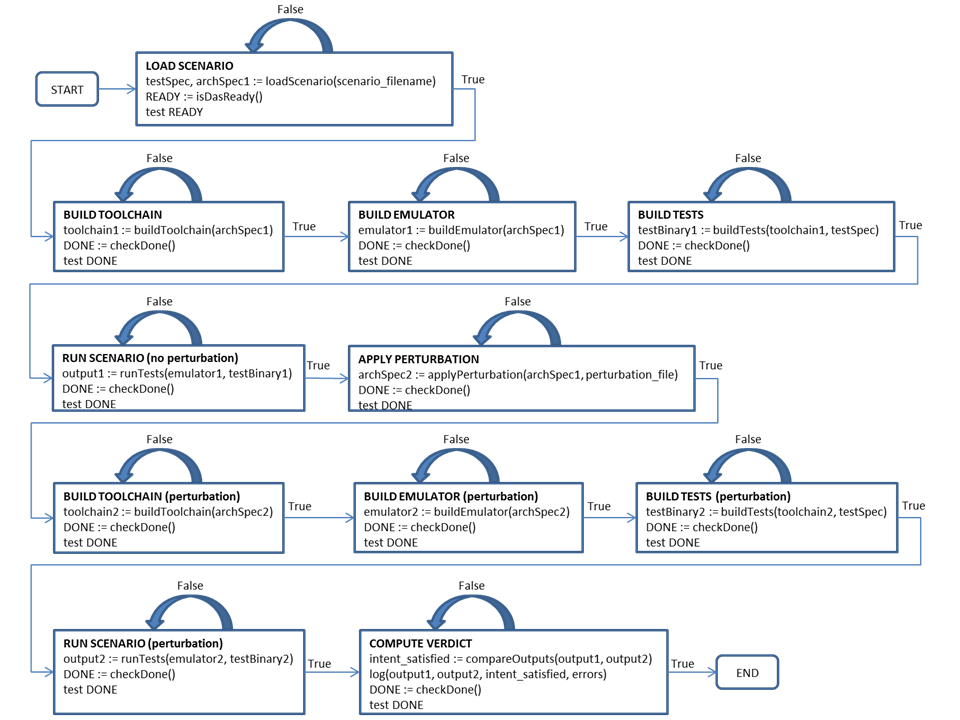 False
LOAD SCENARIO
testSpec, archSpec1 := loadScenario(scenario_filename)
READY := isDasReady()
test READY
START
True
False
False
False
BUILD TOOLCHAIN
toolchain1 := buildToolchain(archSpec1)
DONE := checkDone()
test DONE
True
BUILD EMULATOR
emulator1 := buildEmulator(archSpec1)
DONE := checkDone()
test DONE
True
BUILD TESTS
testBinary1 := buildTests(toolchain1, testSpec)
DONE := checkDone()
test DONE
True
False
False
RUN SCENARIO (no perturbation)
output1 := runTests(emulator1, testBinary1)
DONE := checkDone()
test DONE
True
APPLY PERTURBATION
archSpec2 := applyPerturbation(archSpec1, perturbation_file)
DONE := checkDone()
test DONE
True
False
False
False
BUILD TOOLCHAIN (perturbation)
toolchain2 := buildToolchain(archSpec2)
DONE := checkDone()
test DONE
True
BUILD EMULATOR (perturbation)
emulator2 := buildEmulator(archSpec2)
DONE := checkDone()
test DONE
True
BUILD TESTS (perturbation)
testBinary2 := buildTests(toolchain2, testSpec)
DONE := checkDone()
test DONE
True
False
False
RUN SCENARIO (perturbation)
output2 := runTests(emulator2, testBinary2)
DONE := checkDone()
test DONE
True
COMPUTE VERDICT
intent_satisfied := compareOutputs(output1, output2)
log(output1, output2, intent_satisfied, errors)
DONE := checkDone()
test DONE
True
END